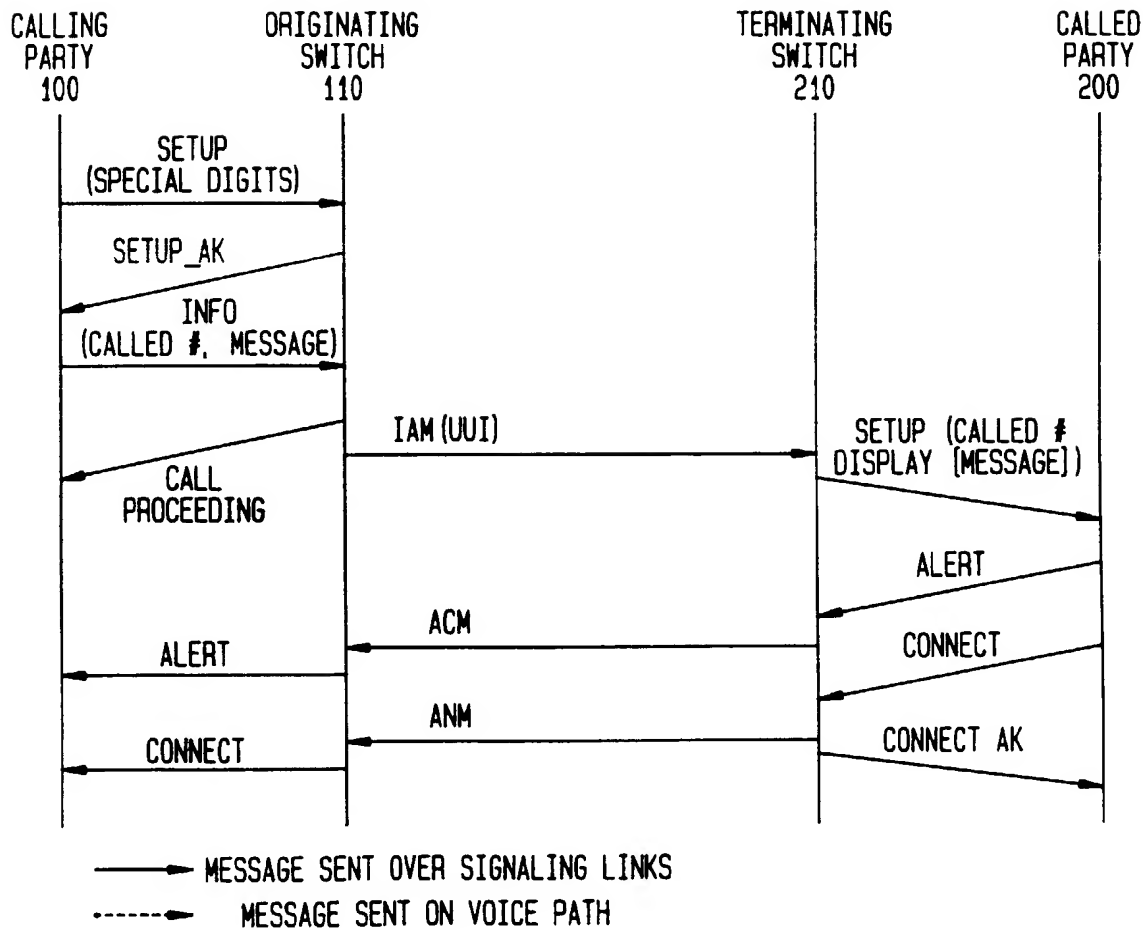 CALLING
PARTY
100
ORIGINATING
SWITCH
110
TERMINATING
SWITCH
210
CALLED
PARTY
200
SETUP
(SPECIAL DIGITS)
SETUP_AK
INFO
(CALLED #, MESSAGE)
CALL
PROCEEDING
IAM (UUI)
SETUP (CALLED #
DISPLAY [MESSAGE])
ALERT
ACM
ALERT
CONNECT
ANM
CONNECT
CONNECT AK
MESSAGE SENT OVER SIGNALING LINKS
MESSAGE SENT ON VOICE PATH